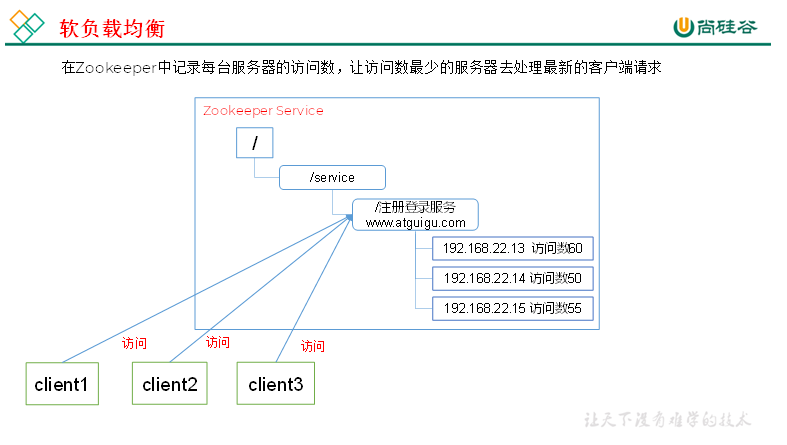 软负载均衡
尚硅谷
在Zookeeper中记录每台服务器的访问数，让访问数最少的服务器去处理最新的客户端请求
Zookeeper Service
/
/service
/注册登录服务
www.atguigu.com
192.168.22.13 访问数60
192.168.22.14 访问数50
192.168.22.15 访问数55
访问
访问
访问
client1
client2
client3
让天下没有难学的技术